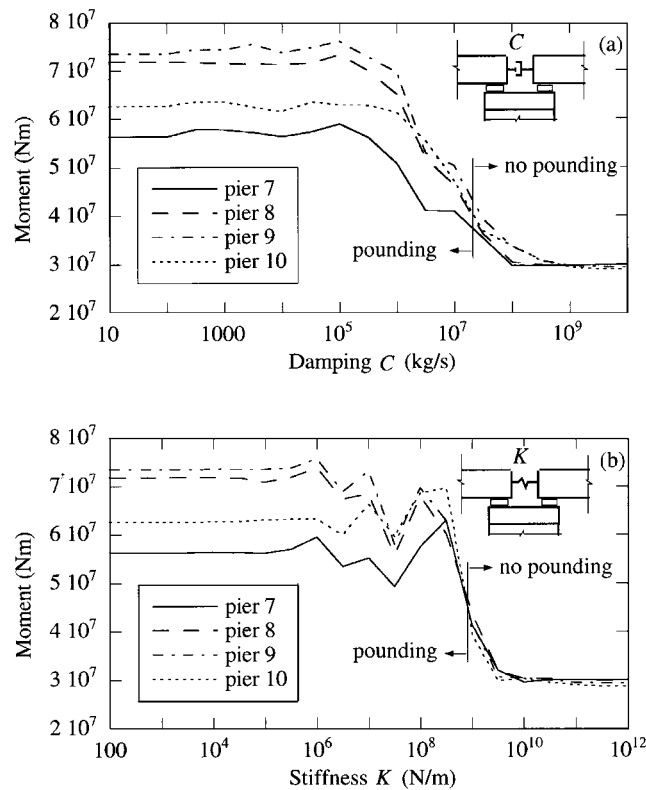 8 10⁷
7 10⁷
6 10⁷
5 10⁷
4 10⁷
3 10⁷
2 10⁷
Moment (Nm)
C
(a)
no pounding
pounding
pier 7
pier 8
pier 9
pier 10
10 1000 10⁵ 10⁷ 10⁹
Damping C (kg/s)
8 10⁷
7 10⁷
6 10⁷
5 10⁷
4 10⁷
3 10⁷
2 10⁷
Moment (Nm)
K
(b)
no pounding
pounding
pier 7
pier 8
pier 9
pier 10
100 10⁴ 10⁶ 10⁸ 10¹⁰ 10¹²
Stiffness K (N/m)